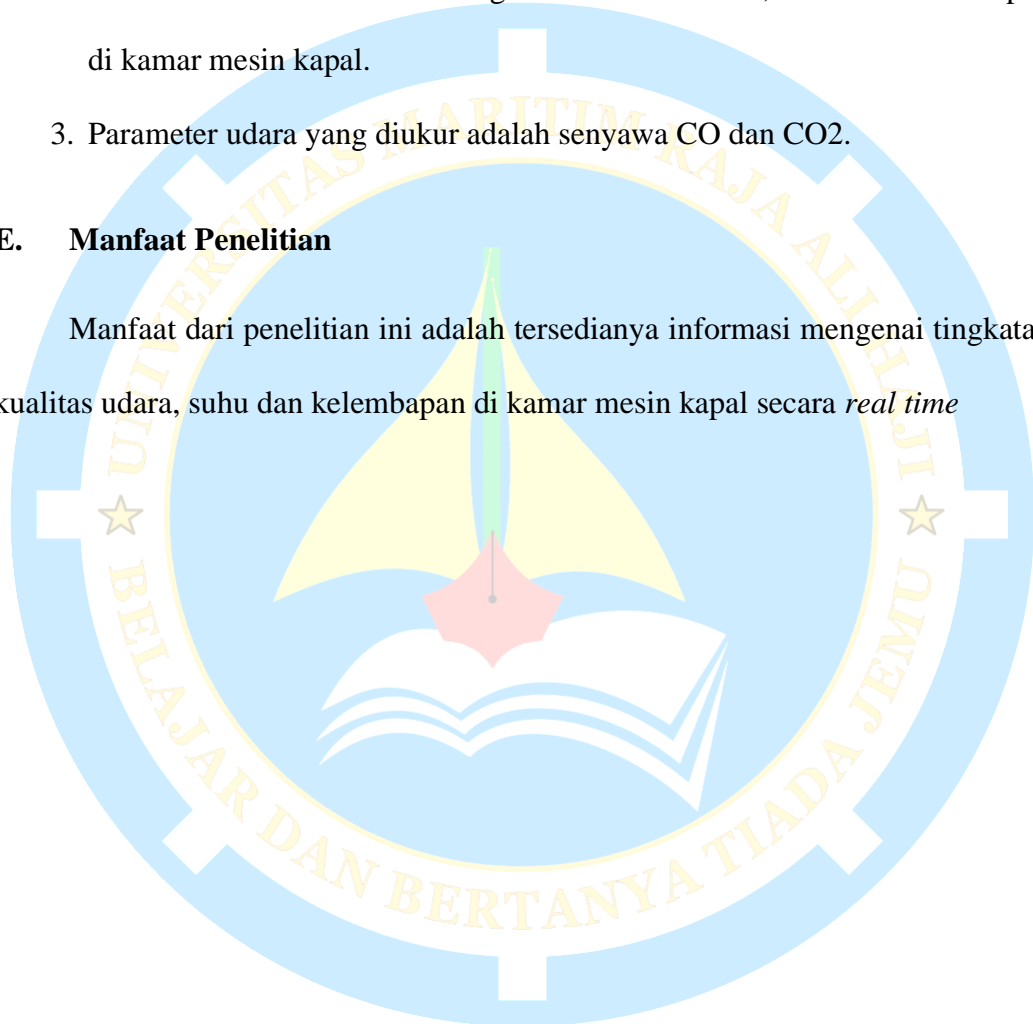 di kamar mesin kapal.
3. Parameter udara yang diukur adalah senyawa CO dan CO2.
E. Manfaat Penelitian
Manfaat dari penelitian ini adalah tersedianya informasi mengenai
kualitas udara, suhu dan kelembapan di kamar mesin kapal secara real time
UNIVERSITAS MARITIM RAJA ALI HAJI
BELAJAR DAN BERTANYA TIADA JEMU